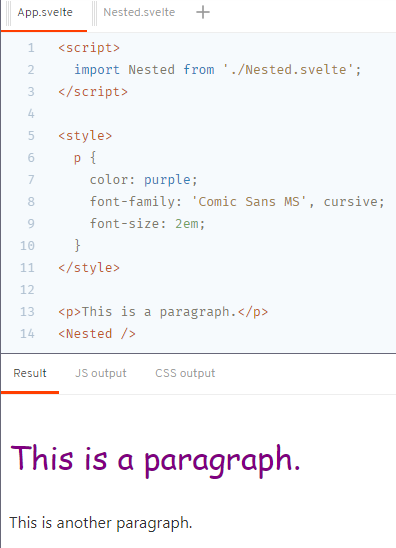 App.svelte
Nested.svelte
+
1 <script>
2   import Nested from './Nested.svelte';
3 </script>
4
5 <style>
6   p {
7     color: purple;
8     font-family: 'Comic Sans MS', cursive;
9     font-size: 2em;
10   }
11 </style>
12
13 <p>This is a paragraph.</p>
14 <Nested />
Result JS output CSS output
This is a paragraph.
This is another paragraph.